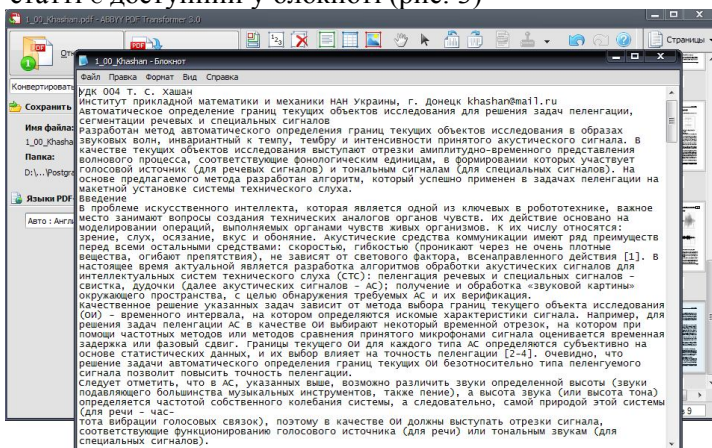 статті є доступний у блокноті (рис. 3)
1_00_Khashan.pdf - ABBYY PDF Transformer 3.0
Страницы
Конвертировать
Сохранить
Имя файла:
1_00_Khasha
Папка:
D:\...\Postgra
Языки PDF
Авто : Англи
1_00_Khashan - Блокнот
Файл Правка Формат Вид Справка
УДК 004 Т. С. Хашан
Институт прикладной математики и механики НАН Украины, г. Донецк khashan@mail.ru
Автоматическое определение границ текущих объектов исследования для решения задач пеленгации,
сегментации речевых и специальных сигналов
Разработан метод автоматического определения границ текущих объектов исследования в образах
звуковых волн, инвариантный к темпу, тембру и интенсивности принятого акустического сигнала. В
качестве текущих объектов исследования выступают отрезки амплитудно-временного представления
волнового процесса, соответствующие фонологическим единицам, в формировании которых участвует
голосовой источник (для речевых сигналов) и тональным сигналам (для специальных сигналов). На
основе предлагаемого метода разработан алгоритм, который успешно применен в задачах пеленгации на
макетной установке системы технического слуха.
Введение
В проблеме искусственного интеллекта, которая является одной из ключевых в робототехнике, важное
место занимают вопросы создания технических аналогов органов чувств. Их действие основано на
моделировании операций, выполняемых органами чувств живых организмов. К их числу относятся:
зрение, слух, осязание, вкус и обоняние. Акустические средства коммуникации имеют ряд преимуществ
перед всеми остальными средствами: скоростью, гибкостью (проникают через не очень плотные
вещества, огибают препятствия), не зависят от светового фактора, всенаправленного действия [1]. В
настоящее время актуальной является разработка алгоритмов обработки акустических сигналов для
интеллектуальных систем технического слуха (СТС): пеленгация речевых и специальных сигналов –
свистка, дудочки (далее акустических сигналов – АС); получение и обработка «звуковой картины»
окружающего пространства, с целью обнаружения требуемых АС и их верификация.
Качественное решение указанных задач зависит от метода выбора границ текущего объекта исследования
(ОИ) – временного интервала, на котором определяются искомые характеристики сигнала. Например, для
решения задач пеленгации АС в качестве ОИ выбирают некоторый временной отрезок, на котором при
помощи частотных методов или методов сравнения принятого микрофонами сигнала оценивается временная
задержка или фазовый сдвиг. Границы текущего ОИ для каждого типа АС определяются субъективно на
основе статистических данных, и их выбор влияет на точность пеленгации [2-4]. Очевидно, что
решение задачи автоматического определения границ текущих ОИ безотносительно типа пеленгуемого
сигнала позволит повысить точность пеленгации.
Следует отметить, что в АС, указанных выше, возможно различить звуки определенной высоты (звуки
подавляющего большинства музыкальных инструментов, также пение), а высота звука (или высота тона)
определяется частотой собственного колебания системы, а следовательно, самой природой этой системы
(для речи – час-
тота вибрации голосовых связок), поэтому в качестве ОИ должны выступать отрезки сигнала,
соответствующие функционированию голосового источника (для речи) или тональным звукам (для
специальных сигналов).